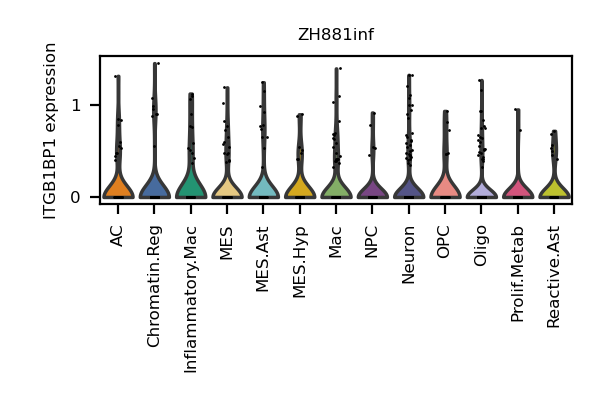 ZH881inf
ITGB1BP1 expression
1
0
AC
Chromatin.Reg
Inflammatory.Mac
MES
MES.Ast
MES.Hyp
Mac
NPC
Neuron
OPC
Oligo
Prolif.Metab
Reactive.Ast